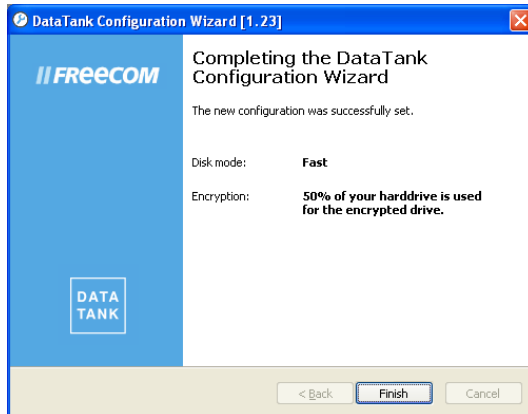 DataTank Configuration Wizard [1.23]
//FREECOM
Completing the DataTank
Configuration Wizard
The new configuration was successfully set.
Disk mode: Fast
Encryption: 50% of your harddrive is used
for the encrypted drive.
DATA
TANK
< Back Finish Cancel